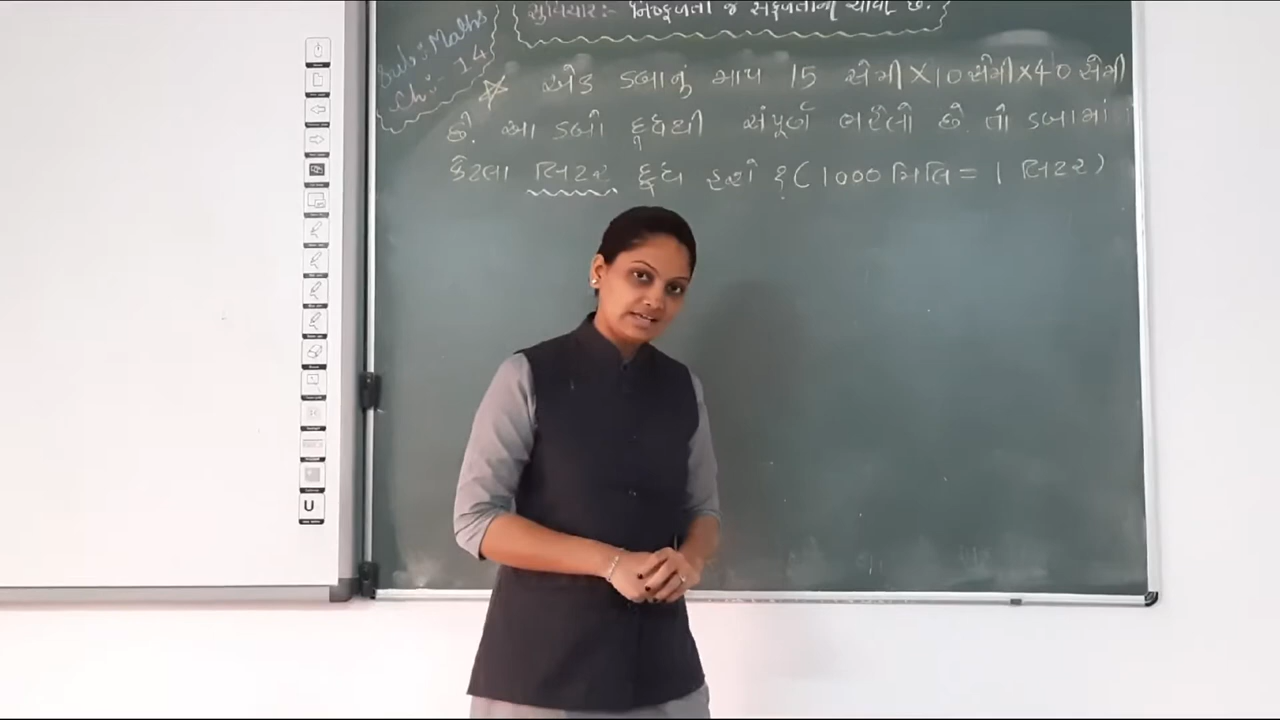 સુવિચાર:- નિષ્ફળતા જ સફળતાની ચાવી છે.
Sub:- Maths
Ch:- 14
એક ડબાનું માપ 15 સેમી × 10 સેમી × 40 સેમી
છે. આ ડબો દૂધથી સંપૂર્ણ ભરેલો છે. તો ડબામાં
કેટલા લિટર દૂધ હશે ? ( 1000 મિલિ = 1 લિટર )
U